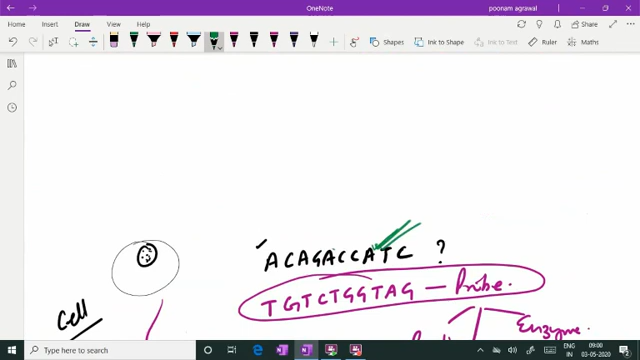 OneNote
poonam agrawal
Home
Insert
Draw
View
Help
Share
Shapes
Ink to Shape
Ink to Text
Ruler
Maths
ACAGACCATC ?
TGTCTGGTAG — Probe.
Cell
Enzyme.
Type here to search
ENG
IN
09:00
03-05-2020